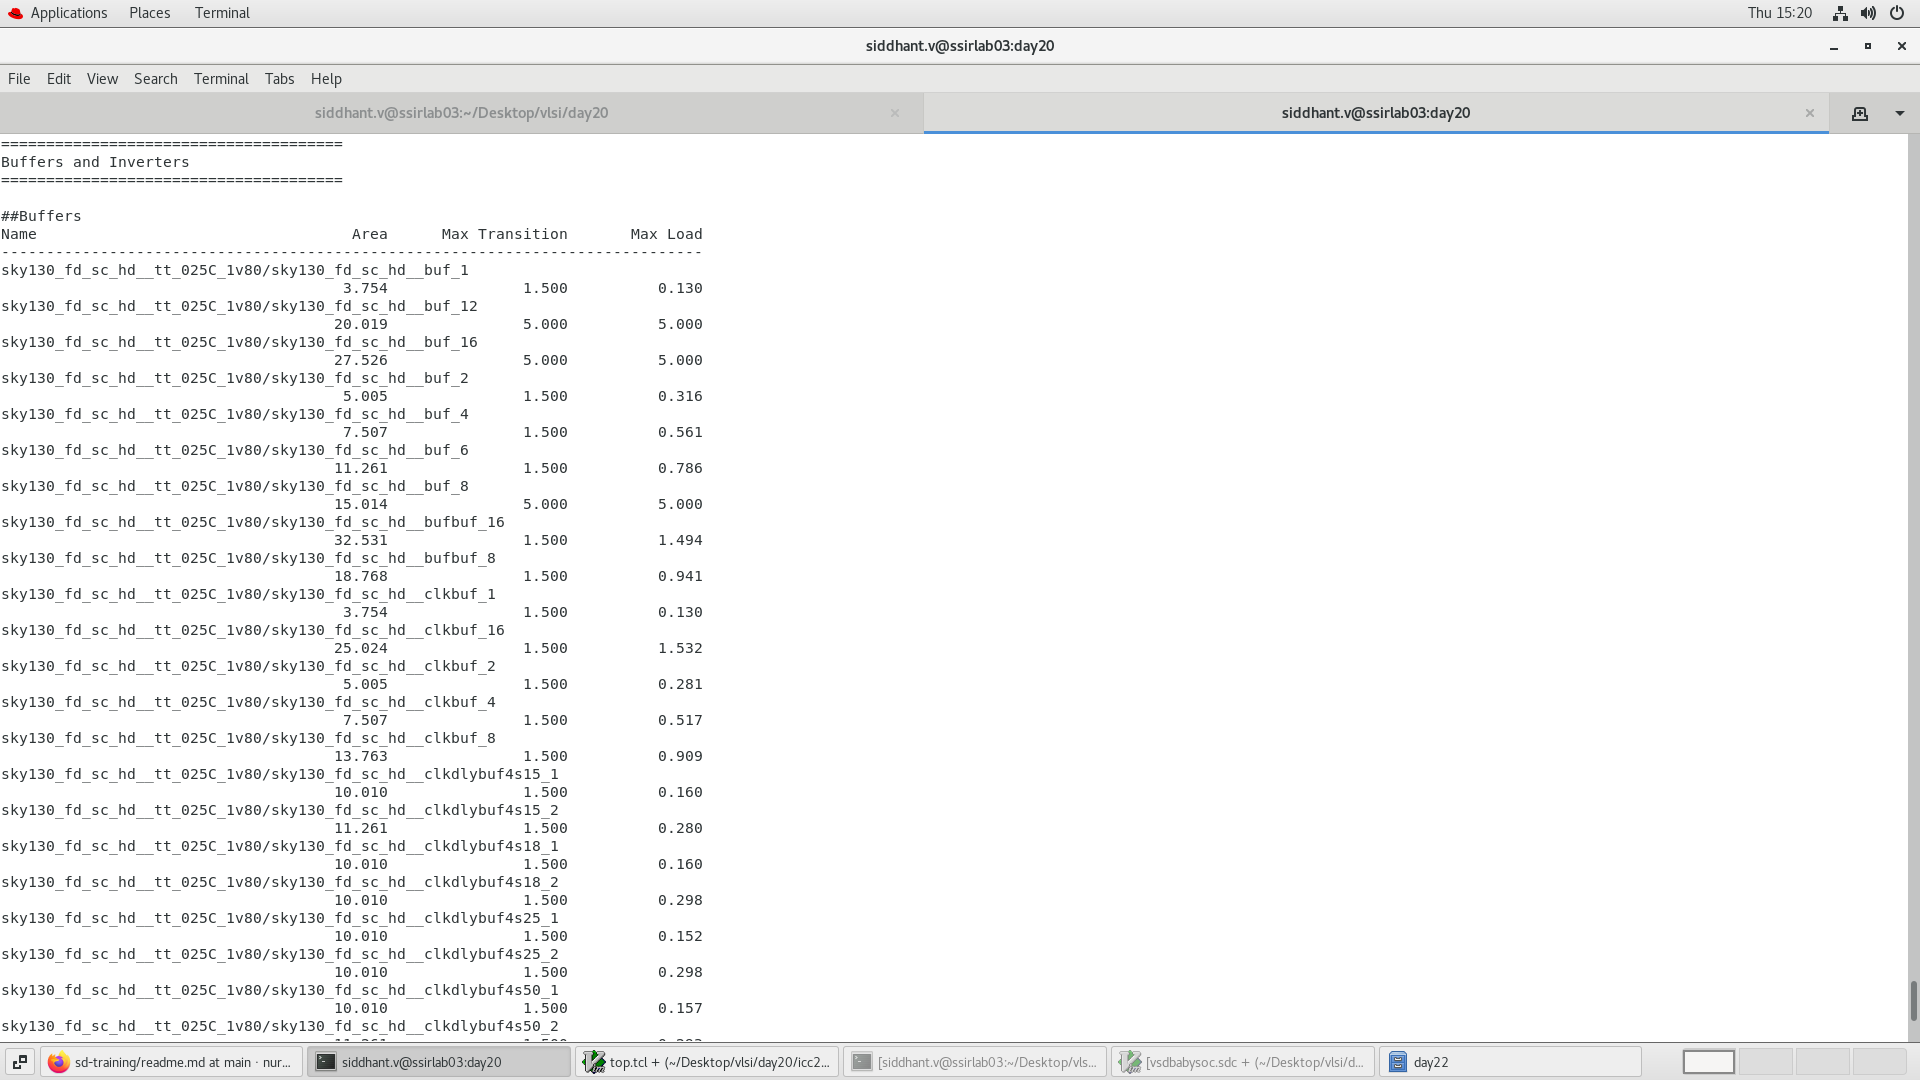 Applications Places Terminal Thu 15:20
siddhant.v@ssirlab03:day20
File Edit View Search Terminal Tabs Help
siddhant.v@ssirlab03:~/Desktop/vlsi/day20 siddhant.v@ssirlab03:day20
======================================
Buffers and Inverters
======================================
##Buffers
Name Area Max Transition Max Load
------------------------------------------------------------------------------
sky130_fd_sc_hd__tt_025C_1v80/sky130_fd_sc_hd__buf_1
3.754 1.500 0.130
sky130_fd_sc_hd__tt_025C_1v80/sky130_fd_sc_hd__buf_12
20.019 5.000 5.000
sky130_fd_sc_hd__tt_025C_1v80/sky130_fd_sc_hd__buf_16
27.526 5.000 5.000
sky130_fd_sc_hd__tt_025C_1v80/sky130_fd_sc_hd__buf_2
5.005 1.500 0.316
sky130_fd_sc_hd__tt_025C_1v80/sky130_fd_sc_hd__buf_4
7.507 1.500 0.561
sky130_fd_sc_hd__tt_025C_1v80/sky130_fd_sc_hd__buf_6
11.261 1.500 0.786
sky130_fd_sc_hd__tt_025C_1v80/sky130_fd_sc_hd__buf_8
15.014 5.000 5.000
sky130_fd_sc_hd__tt_025C_1v80/sky130_fd_sc_hd__bufbuf_16
32.531 1.500 1.494
sky130_fd_sc_hd__tt_025C_1v80/sky130_fd_sc_hd__bufbuf_8
18.768 1.500 0.941
sky130_fd_sc_hd__tt_025C_1v80/sky130_fd_sc_hd__clkbuf_1
3.754 1.500 0.130
sky130_fd_sc_hd__tt_025C_1v80/sky130_fd_sc_hd__clkbuf_16
25.024 1.500 1.532
sky130_fd_sc_hd__tt_025C_1v80/sky130_fd_sc_hd__clkbuf_2
5.005 1.500 0.281
sky130_fd_sc_hd__tt_025C_1v80/sky130_fd_sc_hd__clkbuf_4
7.507 1.500 0.517
sky130_fd_sc_hd__tt_025C_1v80/sky130_fd_sc_hd__clkbuf_8
13.763 1.500 0.909
sky130_fd_sc_hd__tt_025C_1v80/sky130_fd_sc_hd__clkdlybuf4s15_1
10.010 1.500 0.160
sky130_fd_sc_hd__tt_025C_1v80/sky130_fd_sc_hd__clkdlybuf4s15_2
11.261 1.500 0.280
sky130_fd_sc_hd__tt_025C_1v80/sky130_fd_sc_hd__clkdlybuf4s18_1
10.010 1.500 0.160
sky130_fd_sc_hd__tt_025C_1v80/sky130_fd_sc_hd__clkdlybuf4s18_2
10.010 1.500 0.298
sky130_fd_sc_hd__tt_025C_1v80/sky130_fd_sc_hd__clkdlybuf4s25_1
10.010 1.500 0.152
sky130_fd_sc_hd__tt_025C_1v80/sky130_fd_sc_hd__clkdlybuf4s25_2
10.010 1.500 0.298
sky130_fd_sc_hd__tt_025C_1v80/sky130_fd_sc_hd__clkdlybuf4s50_1
10.010 1.500 0.157
sky130_fd_sc_hd__tt_025C_1v80/sky130_fd_sc_hd__clkdlybuf4s50_2
sd-training/readme.md at main · nur... siddhant.v@ssirlab03:day20 top.tcl + (~/Desktop/vlsi/day20/icc2... [siddhant.v@ssirlab03:~/Desktop/vls... [vsdbabysoc.sdc + (~/Desktop/vlsi/d... day22